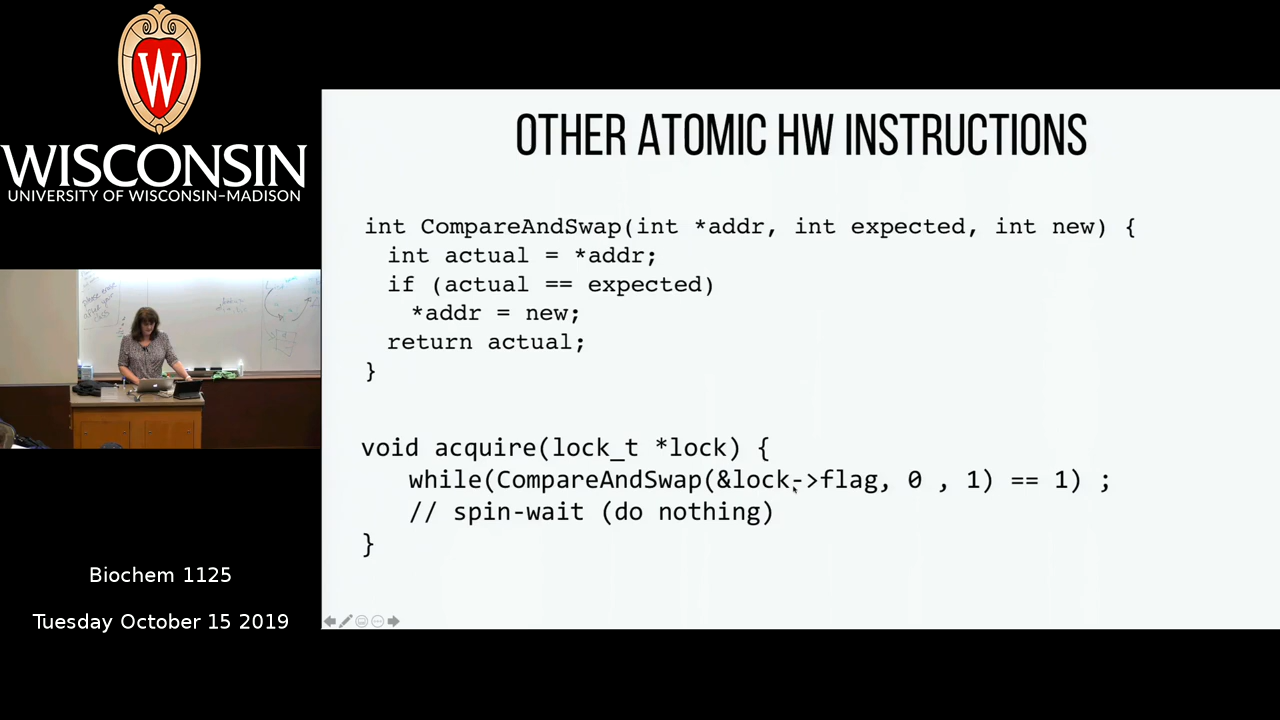 W
WISCONSIN
UNIVERSITY OF WISCONSIN–MADISON
Biochem 1125
Tuesday October 15 2019
OTHER ATOMIC HW INSTRUCTIONS
int CompareAndSwap(int *addr, int expected, int new) {
int actual = *addr;
if (actual == expected)
*addr = new;
return actual;
}
void acquire(lock_t *lock) {
while(CompareAndSwap(&lock->flag, 0 , 1) == 1) ;
// spin-wait (do nothing)
}